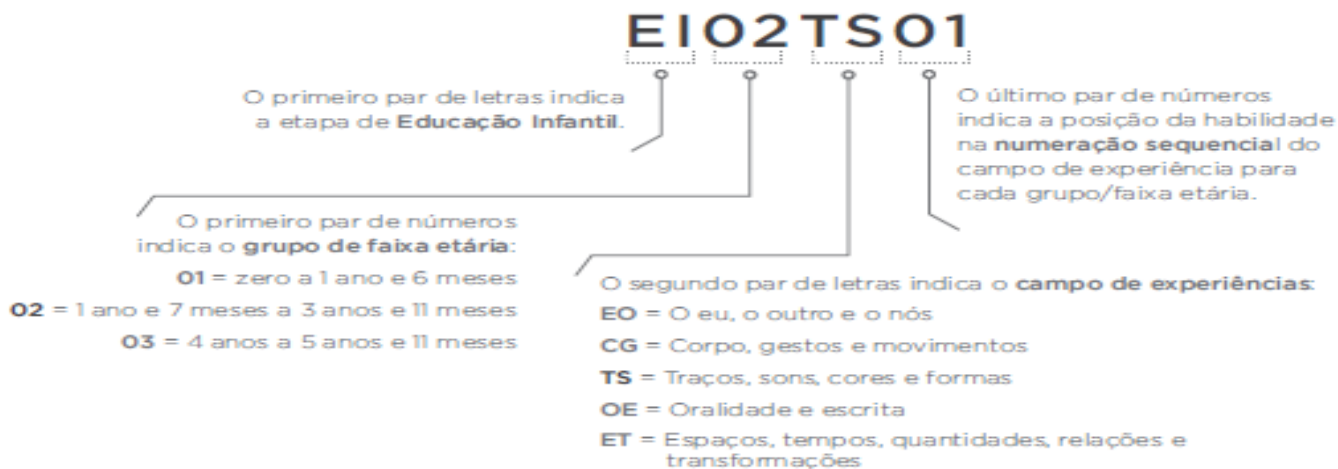 EI02TS01
O primeiro par de letras indica
a etapa de Educação Infantil.
O último par de números
indica a posição da habilidade
na numeração sequencial do
campo de experiência para
cada grupo/faixa etária.
O primeiro par de números
indica o grupo de faixa etária:
01 = zero a 1 ano e 6 meses
02 = 1 ano e 7 meses a 3 anos e 11 meses
03 = 4 anos a 5 anos e 11 meses
O segundo par de letras indica o campo de experiências:
EO = O eu, o outro e o nós
CG = Corpo, gestos e movimentos
TS = Traços, sons, cores e formas
OE = Oralidade e escrita
ET = Espaços, tempos, quantidades, relações e
transformações